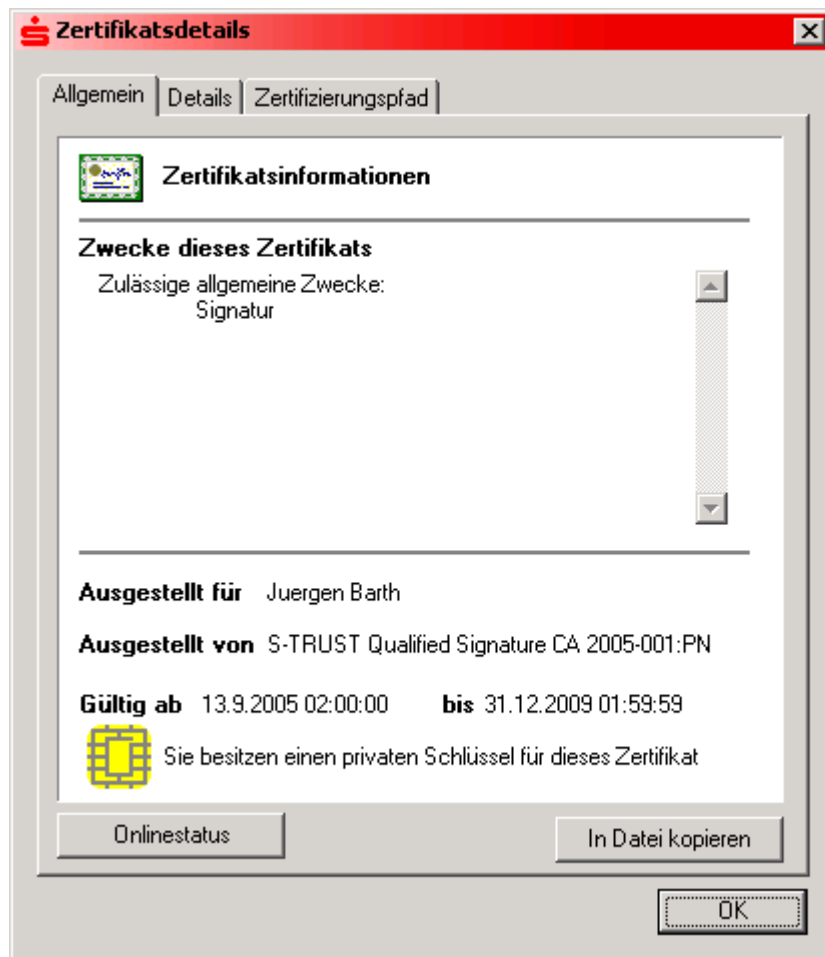 Zertifikatsdetails
Allgemein Details Zertifizierungspfad
Zertifikatsinformationen
Zwecke dieses Zertifikats
Zulässige allgemeine Zwecke:
Signatur
Ausgestellt für Juergen Barth
Ausgestellt von S-TRUST Qualified Signature CA 2005-001:PN
Gültig ab 13.9.2005 02:00:00 bis 31.12.2009 01:59:59
Sie besitzen einen privaten Schlüssel für dieses Zertifikat
Onlinestatus In Datei kopieren
OK